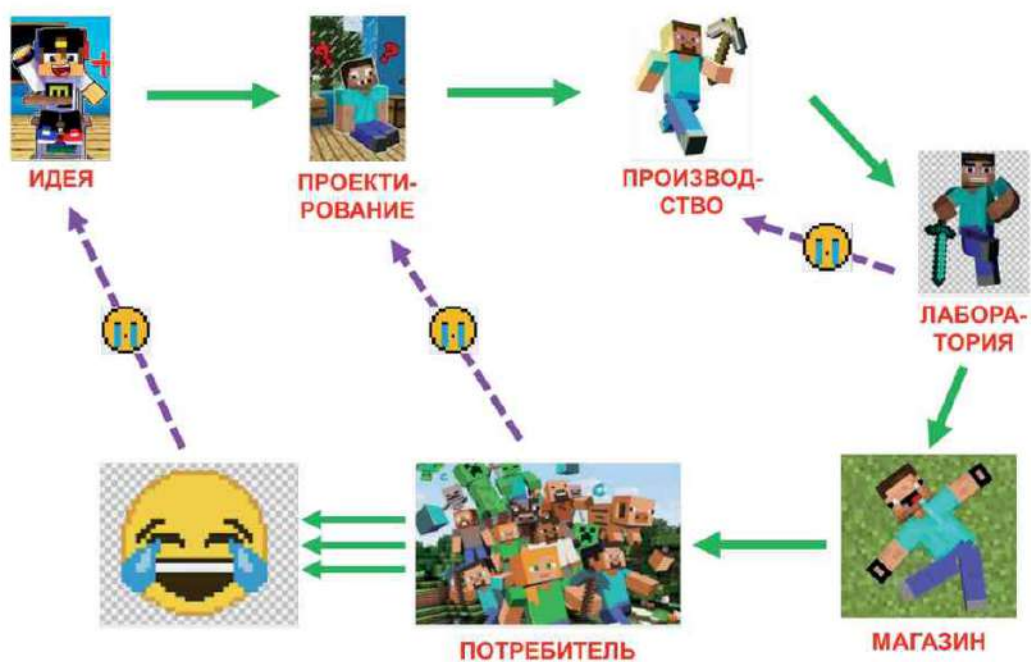 ИДЕЯ
ПРОЕКТИ-
РОВАНИЕ
ПРОИЗВОД-
СТВО
ЛАБОРА-
ТОРИЯ
ПОТРЕБИТЕЛЬ
МАГАЗИН